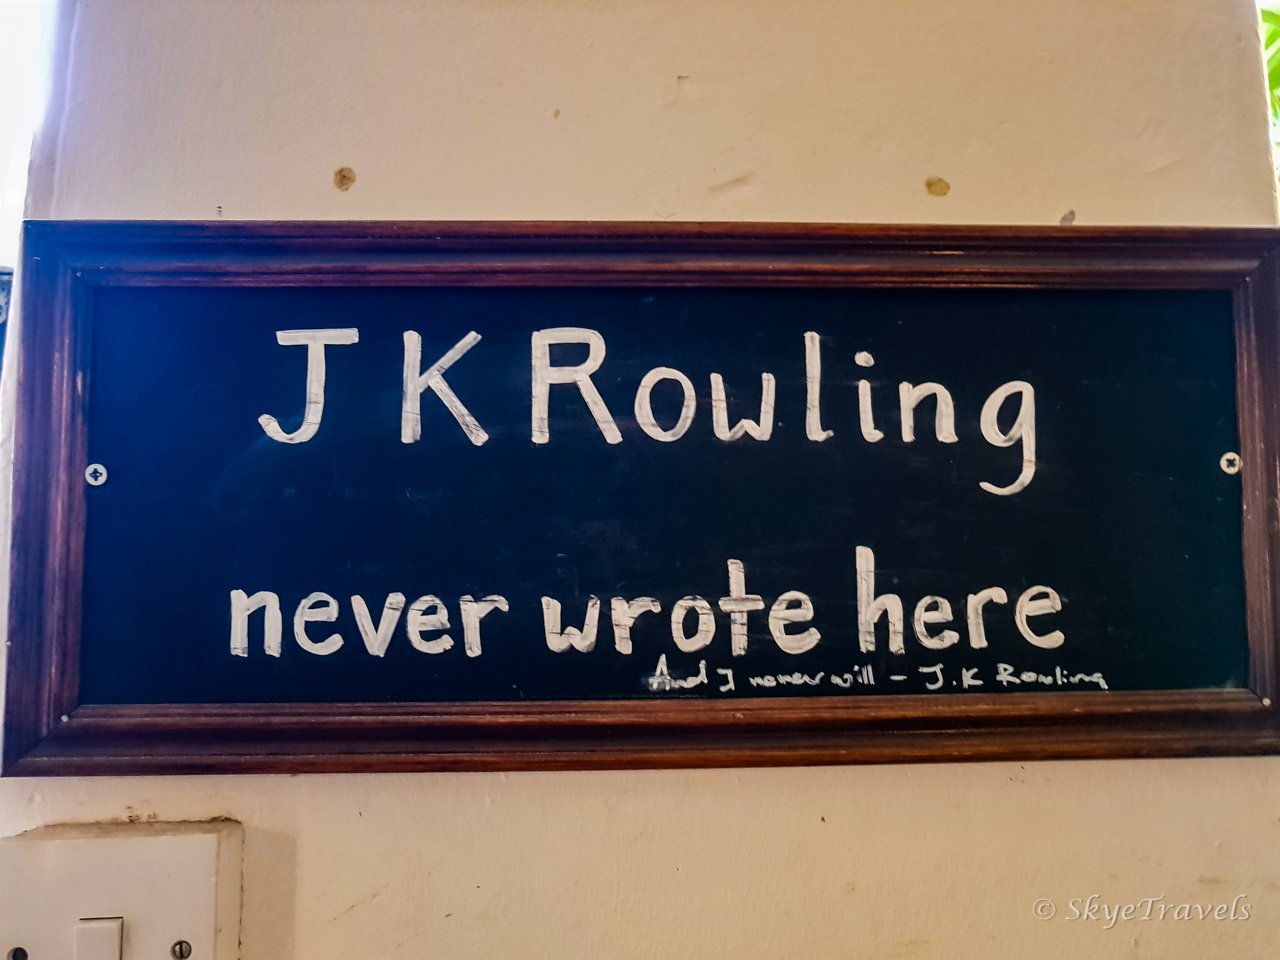 J K Rowling
never wrote here
And I never will - J.K Rowling
© SkyeTravels